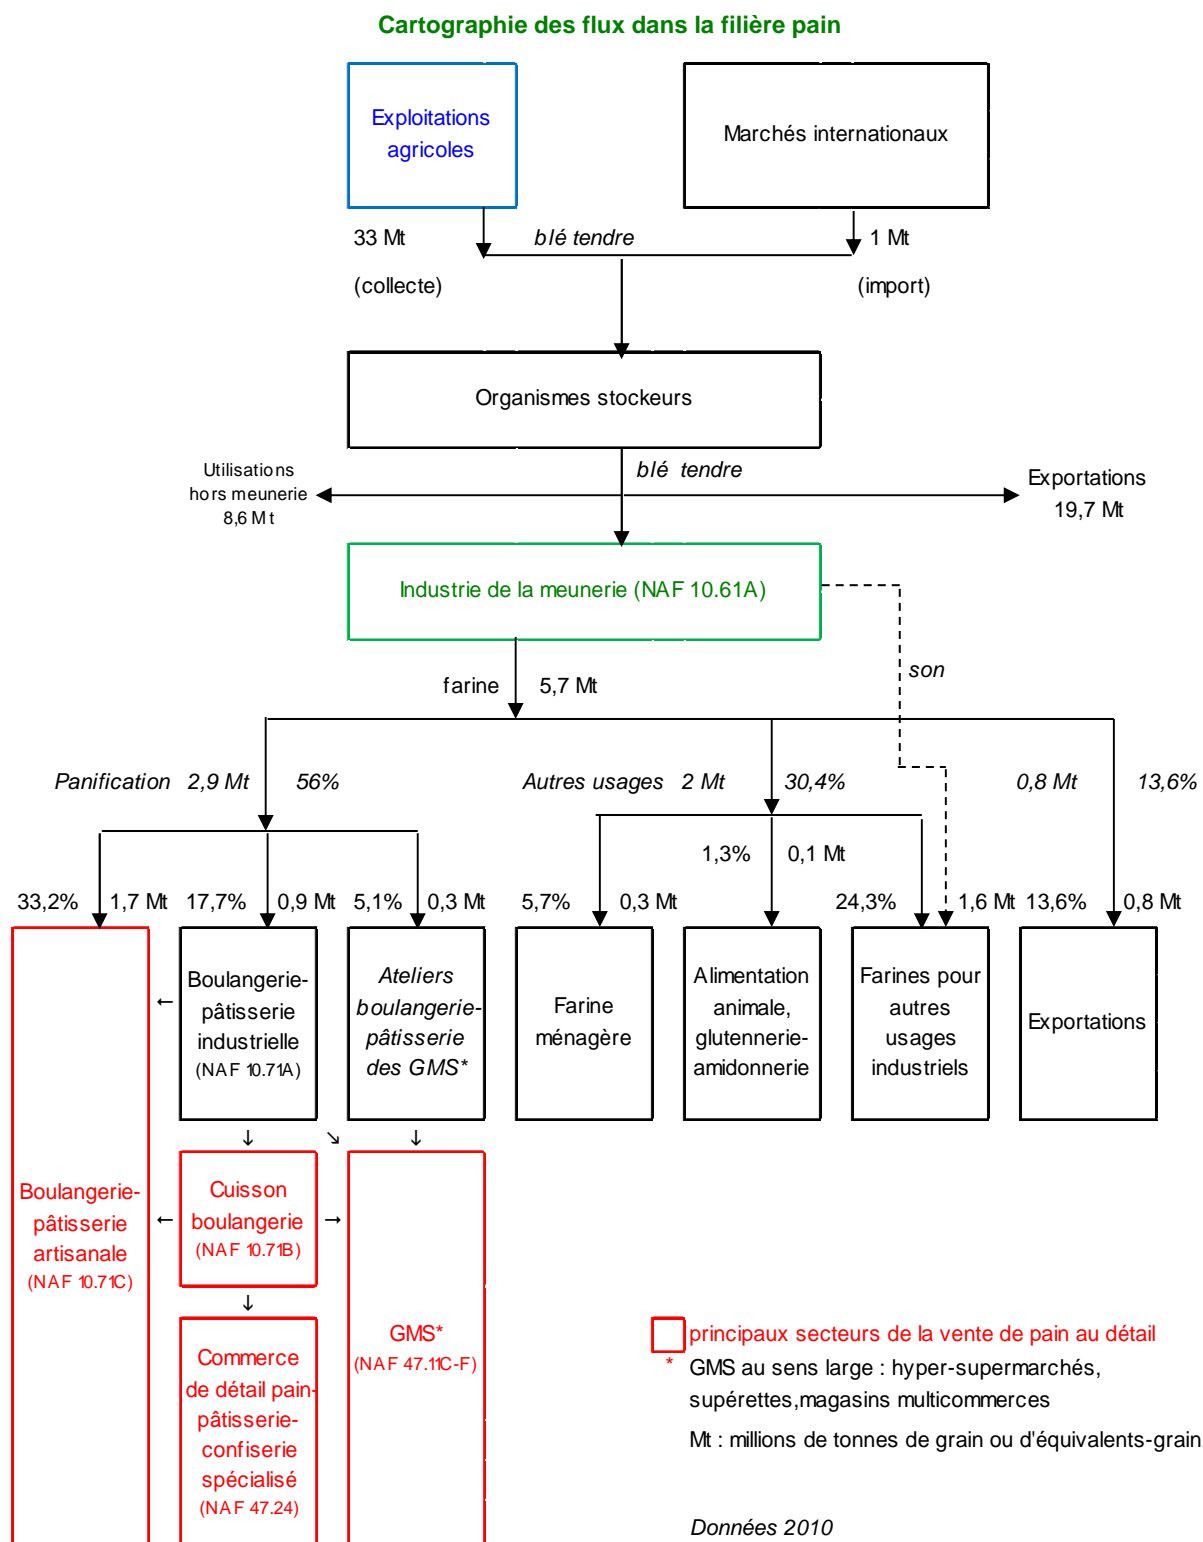 Cartographie des flux dans la filière pain
Exploitations
agricoles
Marchés internationaux
33 Mt
blé tendre
1 Mt
(collecte)
(import)
Organismes stockeurs
blé tendre
Utilisations
hors meunerie
8,6 Mt
Exportations
19,7 Mt
Industrie de la meunerie (NAF 10.61A)
son
farine
5,7 Mt
Panification 2,9 Mt
56%
Autres usages 2 Mt
30,4%
0,8 Mt
13,6%
1,3%
0,1 Mt
33,2%
1,7 Mt
17,7%
0,9 Mt
5,1%
0,3 Mt
5,7%
0,3 Mt
24,3%
1,6 Mt
13,6%
0,8 Mt
Boulangerie-
pâtisserie
industrielle
(NAF 10.71A)
Ateliers
boulangerie-
pâtisserie
des GMS*
Farine
ménagère
Alimentation
animale,
glutennerie-
amidonnerie
Farines pour
autres
usages
industriels
Exportations
Boulangerie-
pâtisserie
artisanale
(NAF 10.71C)
Cuisson
boulangerie
(NAF 10.71B)
GMS*
(NAF 47.11C-F)
Commerce
de détail pain-
pâtisserie-
confiserie
spécialisé
(NAF 47.24)
principaux secteurs de la vente de pain au détail
* GMS au sens large : hyper-supermarchés,
supérettes,magasins multicommerces
Mt : millions de tonnes de grain ou d'équivalents-grain
Données 2010